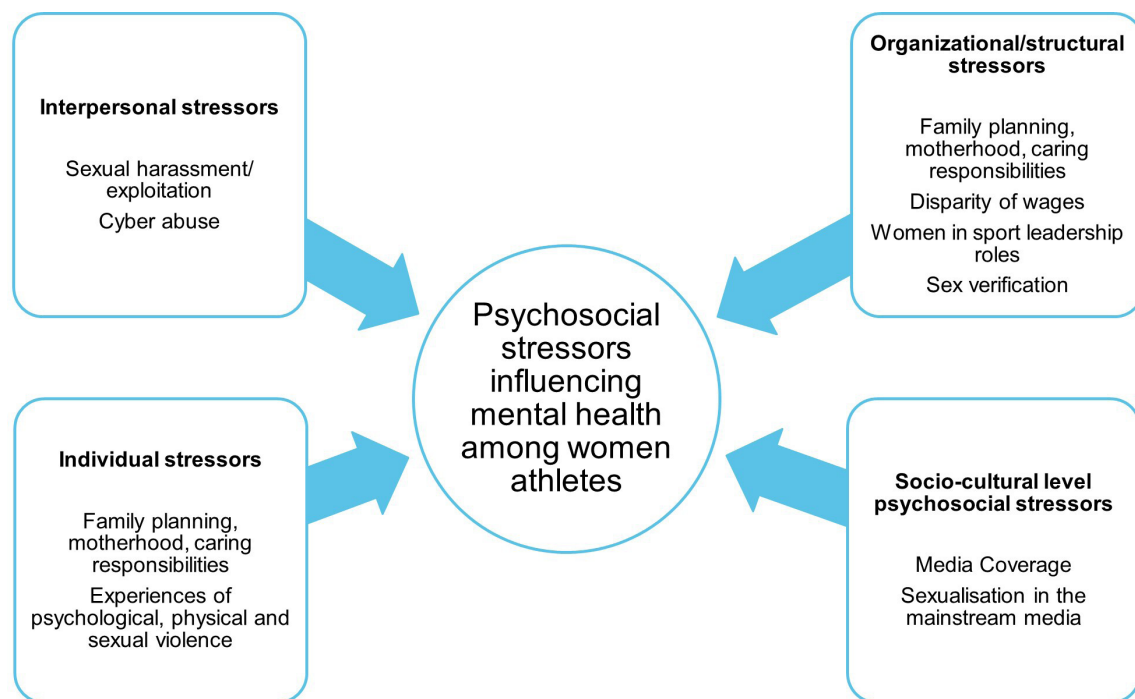 Interpersonal stressors
Sexual harassment/
exploitation
Cyber abuse
Organizational/structural
stressors
Family planning,
motherhood, caring
responsibilities
Disparity of wages
Women in sport leadership
roles
Sex verification
Psychosocial
stressors
influencing
mental health
among women
athletes
Individual stressors
Family planning,
motherhood, caring
responsibilities
Experiences of
psychological, physical and
sexual violence
Socio-cultural level
psychosocial stressors
Media Coverage
Sexualisation in the
mainstream media